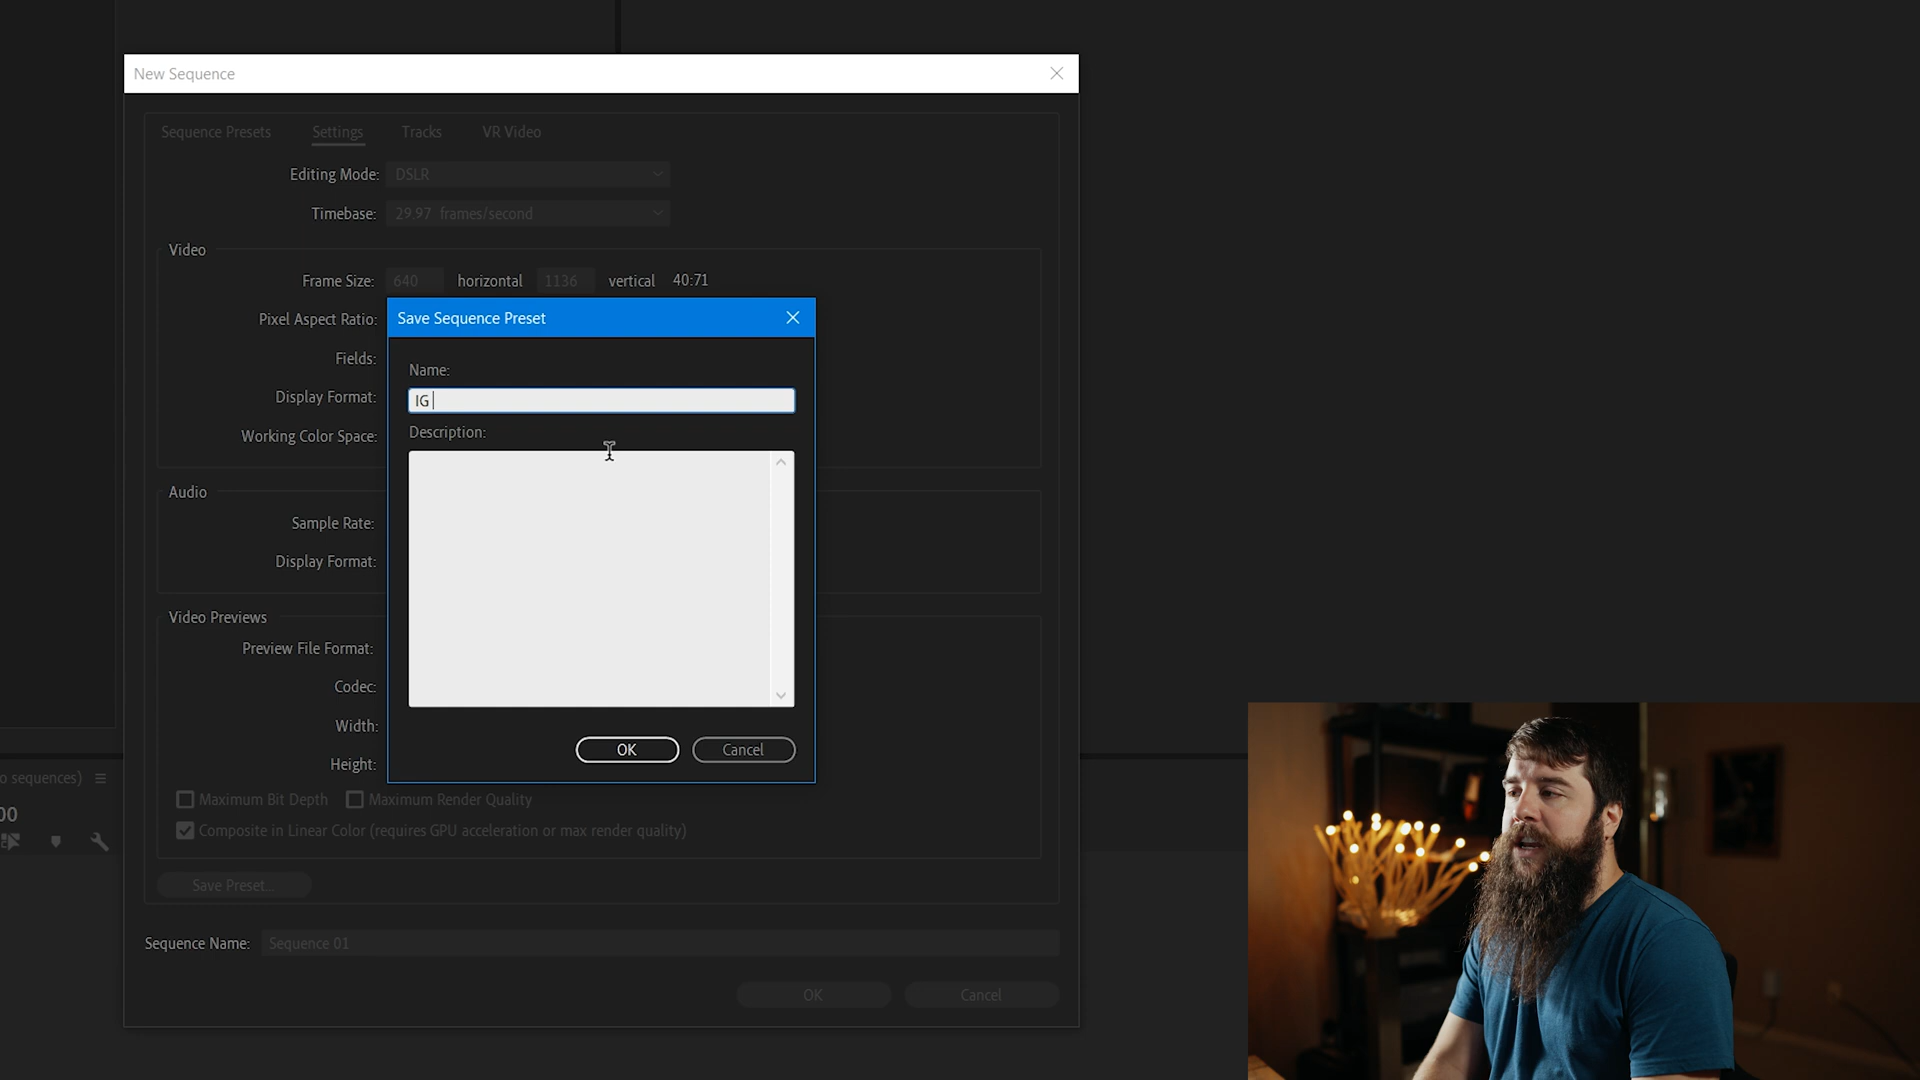 New Sequence
Sequence Presets Settings Tracks VR Video
Editing Mode: DSLR
Timebase: 29.97 frames/second
Video
Frame Size: 640 horizontal 1136 vertical 40:71
Pixel Aspect Ratio:
Fields:
Display Format:
Working Color Space:
Save Sequence Preset
Name:
IG
Description:
OK Cancel
Audio
Sample Rate:
Display Format:
Video Previews
Preview File Format:
Codec:
Width:
Height:
Maximum Bit Depth Maximum Render Quality
Composite in Linear Color (requires GPU acceleration or max render quality)
Save Preset...
Sequence Name: Sequence 01
OK Cancel
o sequences)
00